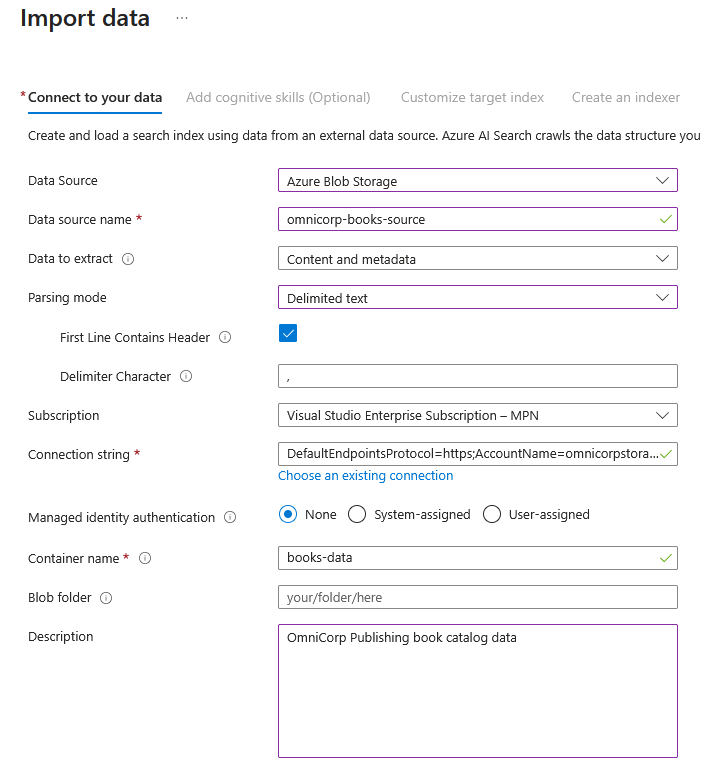 Import data ...
* Connect to your data Add cognitive skills (Optional) Customize target index Create an indexer
Create and load a search index using data from an external data source. Azure AI Search crawls the data structure you
Data Source Azure Blob Storage
Data source name * omnicorp-books-source
Data to extract Content and metadata
Parsing mode Delimited text
First Line Contains Header
Delimiter Character ,
Subscription Visual Studio Enterprise Subscription – MPN
Connection string * DefaultEndpointsProtocol=https;AccountName=omnicorpstora...
Choose an existing connection
Managed identity authentication None System-assigned User-assigned
Container name * books-data
Blob folder your/folder/here
Description OmniCorp Publishing book catalog data